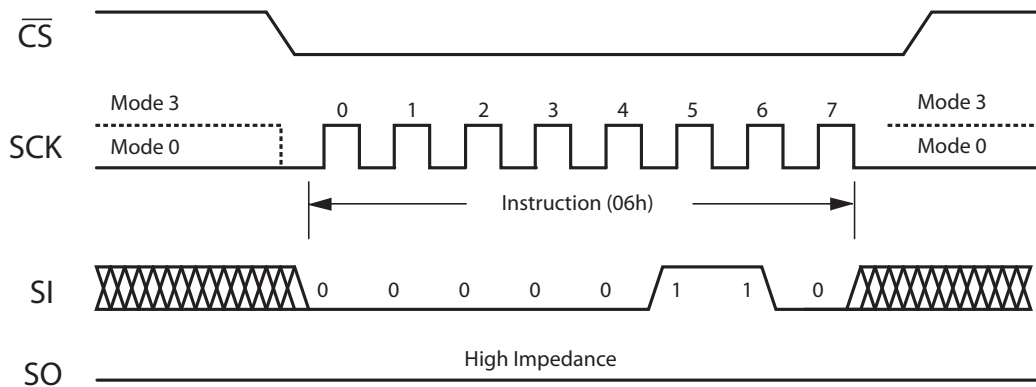 C̅S̅
Mode 3
Mode 3
0 1 2 3 4 5 6 7
SCK
Mode 0
Mode 0
Instruction (06h)
SI
0 0 0 0 0 1 1 0
High Impedance
SO